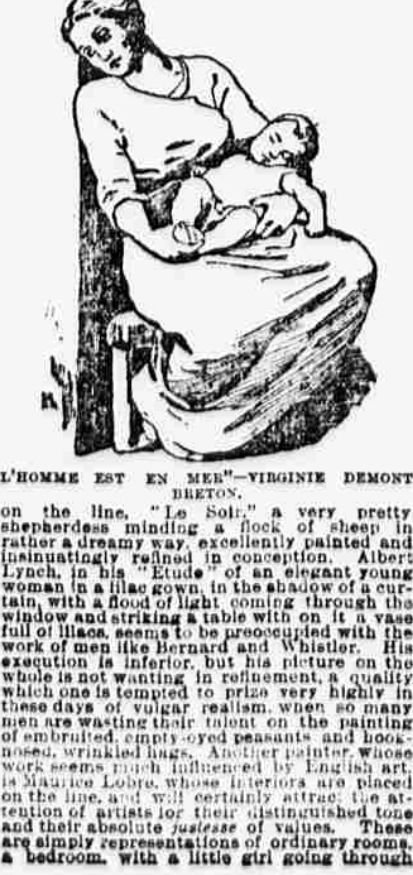 L'HOMME EST EN MER"—VIRGINIE DEMONT
BRETON.
on the line. "Le Soir," a very pretty
shepherdess minding a flock of sheep in
rather a dreamy way, excellently painted and
insinuatingly refined in conception. Albert
Lynch, in his "Etude" of an elegant young
woman in a lilac gown, in the shadow of a cur-
tain, with a flood of light coming through the
window and striking a table with on it a vase
full of lilacs, seems to be preoccupied with the
work of men like Bernard and Whistler. His
execution is inferior, but his picture on the
whole is not wanting in refinement, a quality
which one is tempted to prize very highly in
these days of vulgar realism, when so many
men are wasting their talent on the painting
of embruited, empty-eyed peasants and hook-
nosed, wrinkled hags. Another painter, whose
work seems much influenced by English art,
is Maurice Lobre, whose interiors are placed
on the line, and will certainly attract the at-
tention of artists for their distinguished tone
and their absolute justesse of values. These
are simply representations of ordinary rooms,
a bedroom, with a little girl going through